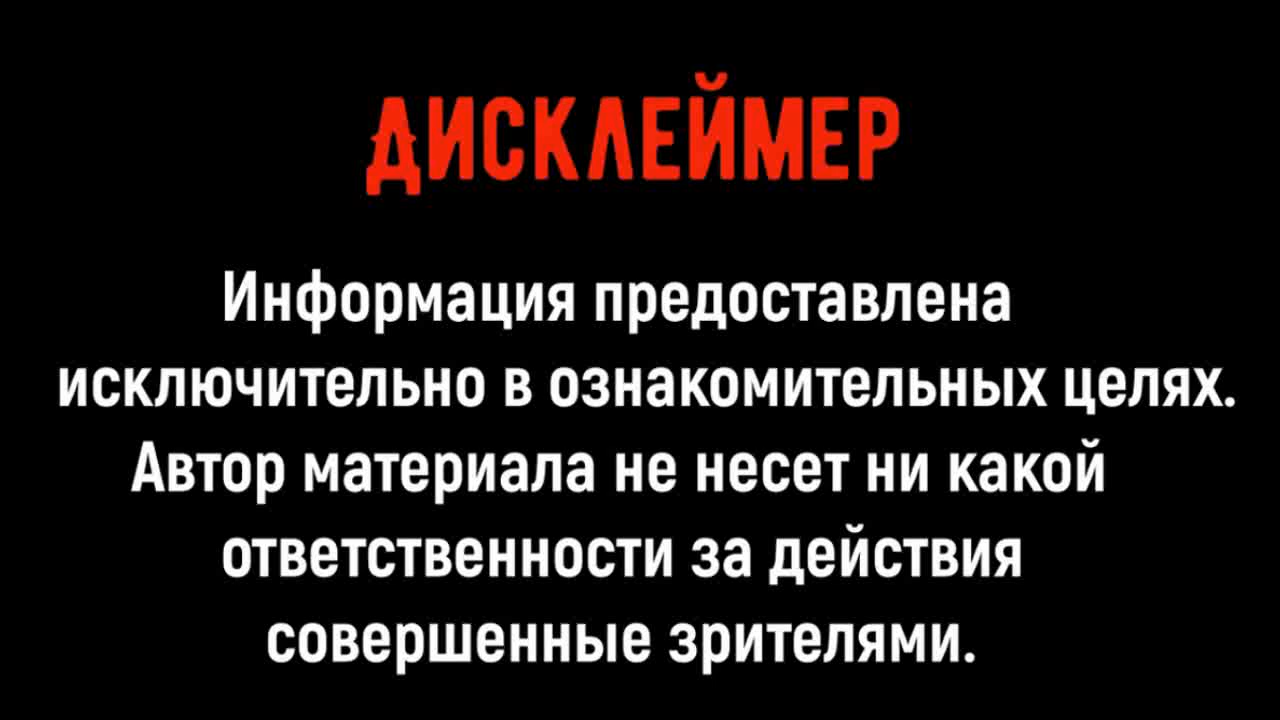 ДИСКЛЕЙМЕР
Информация предоставлена
исключительно в ознакомительных целях.
Автор материала не несет ни какой
ответственности за действия
совершенные зрителями.